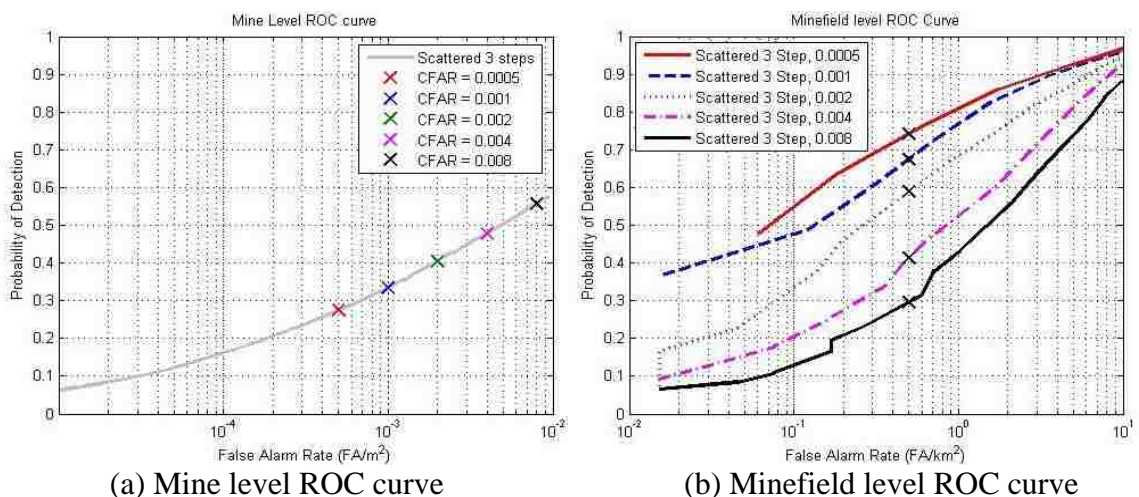 Mine Level ROC curve
Probability of Detection
1
0.9
0.8
0.7
0.6
0.5
0.4
0.3
0.2
0.1
0
Scattered 3 steps
CFAR = 0.0005
CFAR = 0.001
CFAR = 0.002
CFAR = 0.004
CFAR = 0.008
10^-4
10^-3
10^-2
False Alarm Rate (FA/m²)
(a) Mine level ROC curve
Minefield level ROC Curve
Probability of Detection
1
0.9
0.8
0.7
0.6
0.5
0.4
0.3
0.2
0.1
0
Scattered 3 Step, 0.0005
Scattered 3 Step, 0.001
Scattered 3 Step, 0.002
Scattered 3 Step, 0.004
Scattered 3 Step, 0.008
10^-2
10^-1
10^0
10^1
False Alarm Rate (FA/km²)
(b) Minefield level ROC curve